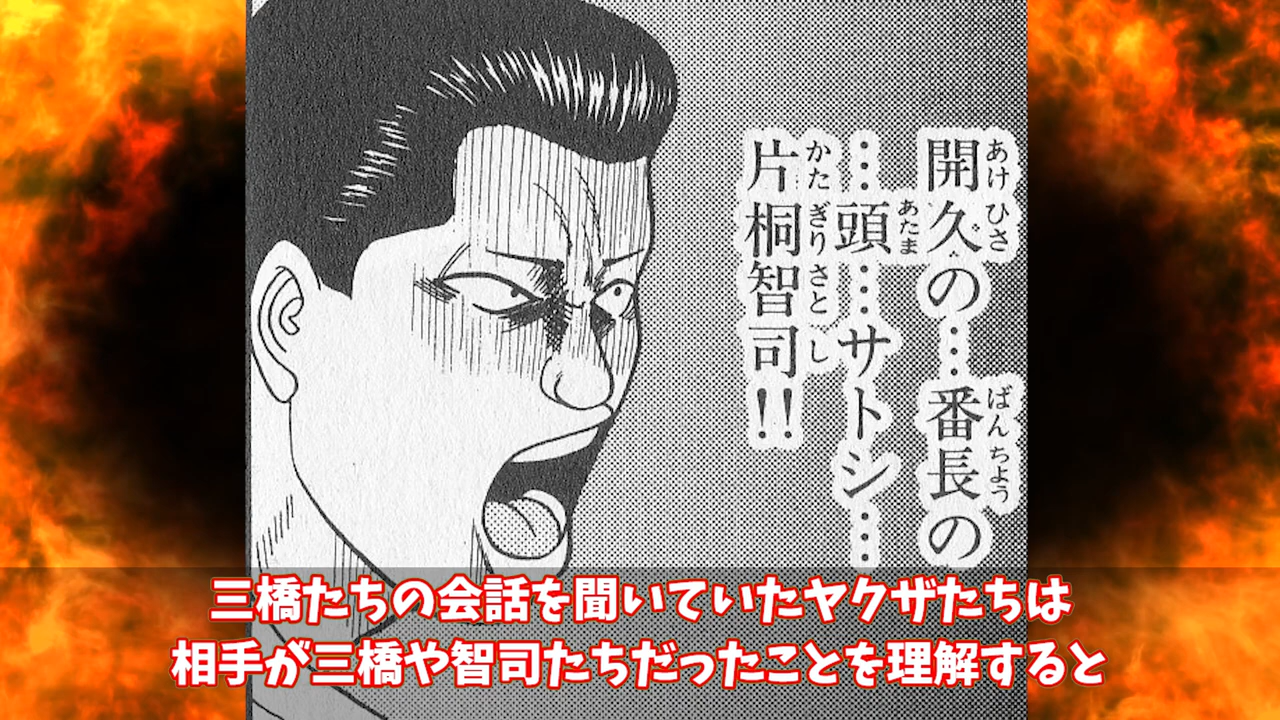 開久の…番長の
…頭…サトシ…
片桐智司!!
三橋たちの会話を聞いていたヤクザたちは
相手が三橋や智司たちだったことを理解すると